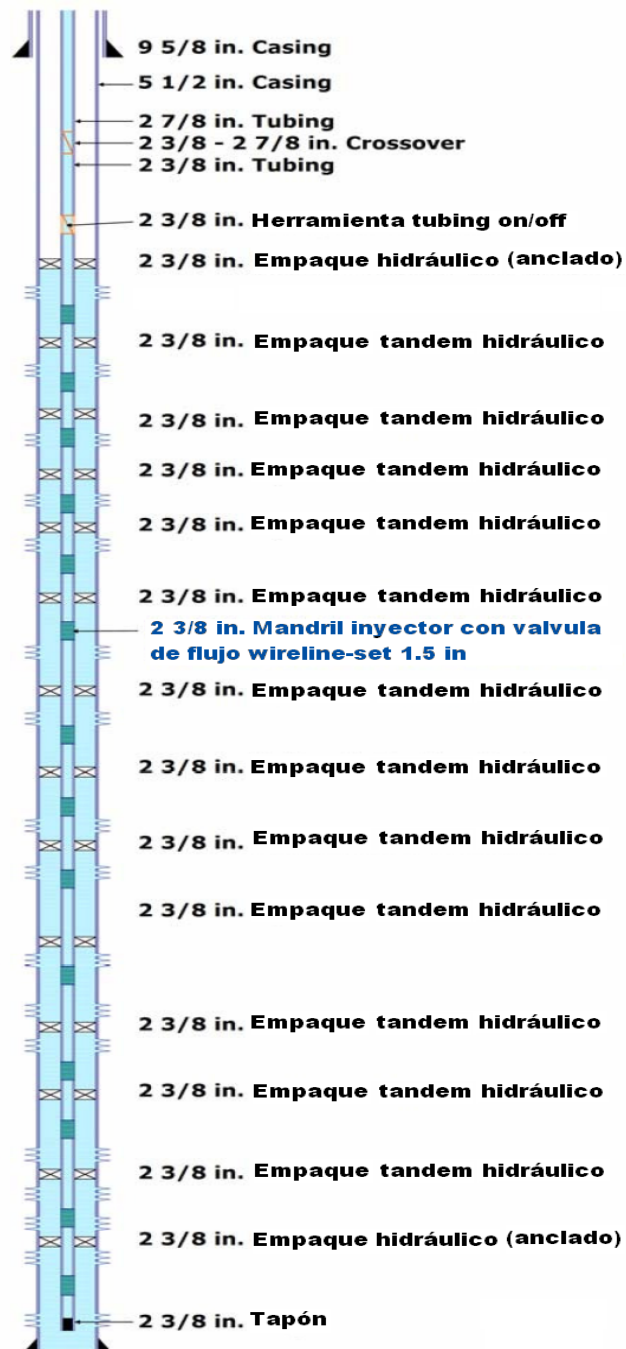 9 5/8 in. Casing
5 1/2 in. Casing
2 7/8 in. Tubing
2 3/8 - 2 7/8 in. Crossover
2 3/8 in. Tubing
2 3/8 in. Herramienta tubing on/off
2 3/8 in. Empaque hidráulico (anclado)
2 3/8 in. Empaque tandem hidráulico
2 3/8 in. Empaque tandem hidráulico
2 3/8 in. Empaque tandem hidráulico
2 3/8 in. Empaque tandem hidráulico
2 3/8 in. Empaque tandem hidráulico
2 3/8 in. Mandril inyector con valvula
de flujo wireline-set 1.5 in
2 3/8 in. Empaque tandem hidráulico
2 3/8 in. Empaque tandem hidráulico
2 3/8 in. Empaque tandem hidráulico
2 3/8 in. Empaque tandem hidráulico
2 3/8 in. Empaque tandem hidráulico
2 3/8 in. Empaque tandem hidráulico
2 3/8 in. Empaque tandem hidráulico
2 3/8 in. Empaque hidráulico (anclado)
2 3/8 in. Tapón